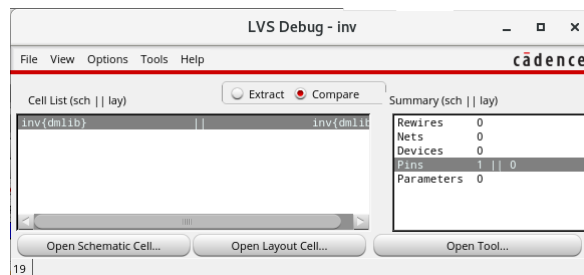 LVS Debug - inv
File View Options Tools Help
cādence
Cell List (sch || lay)
Extract Compare
Summary (sch || lay)
inv{dmlib} || inv{dmlib
Rewires 0
Nets 0
Devices 0
Pins 1 || 0
Parameters 0
Open Schematic Cell...
Open Layout Cell...
Open Tool...
19